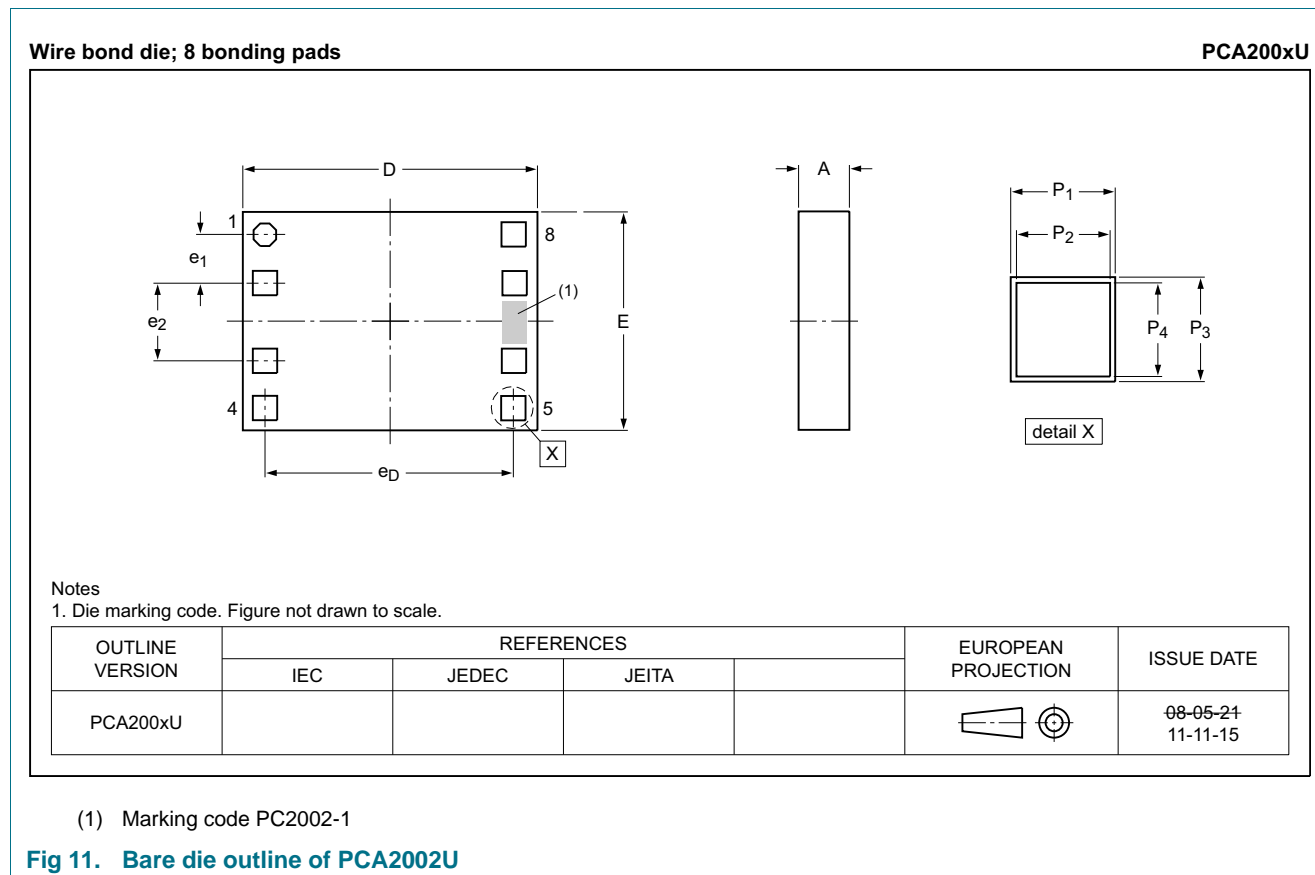 Wire bond die; 8 bonding pads PCA200xU
D
A
P1
P2
1
8
e1
(1)
e2
E
P4 P3
4
5
X
eD
detail X
Notes
1. Die marking code. Figure not drawn to scale.
OUTLINE VERSION REFERENCES EUROPEAN PROJECTION ISSUE DATE
IEC JEDEC JEITA
PCA200xU 08-05-21
11-11-15
(1) Marking code PC2002-1
Fig 11. Bare die outline of PCA2002U